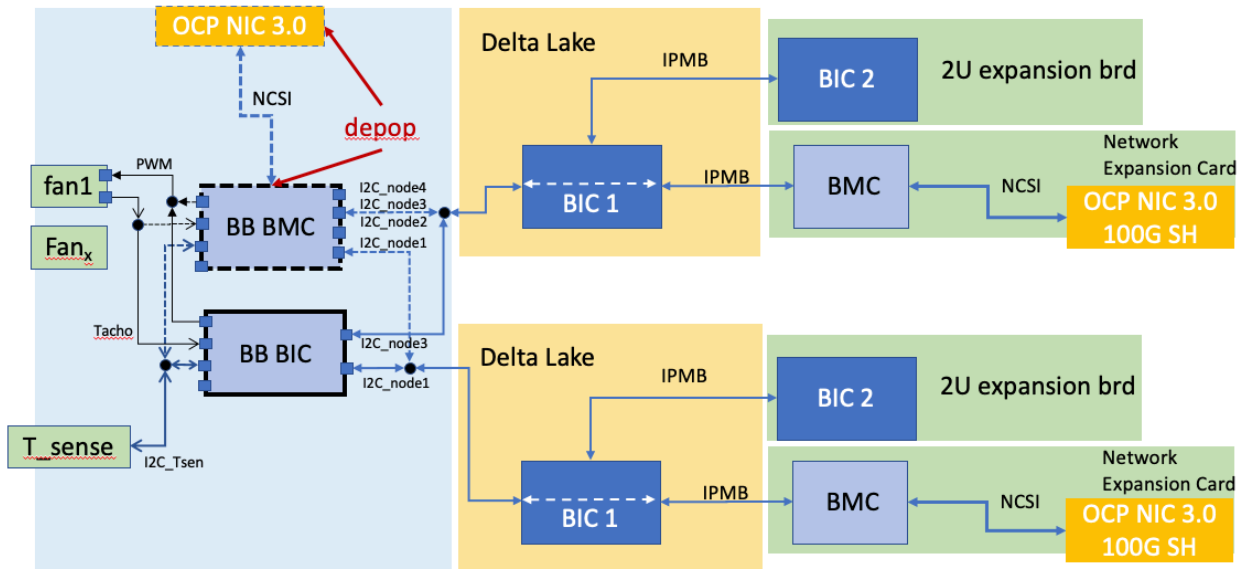 OCP NIC 3.0
NCSI
depop
PWM
fan1
Fanx
BB BMC
I2C_node4
I2C_node3
I2C_node2
I2C_node1
Tacho
BB BIC
I2C_node3
I2C_node1
T_sense
I2C_Tsen
Delta Lake
IPMB
BIC 1
IPMB
BIC 2
2U expansion brd
BMC
NCSI
Network
Expansion Card
OCP NIC 3.0
100G SH
Delta Lake
IPMB
BIC 1
IPMB
BIC 2
2U expansion brd
BMC
NCSI
Network
Expansion Card
OCP NIC 3.0
100G SH